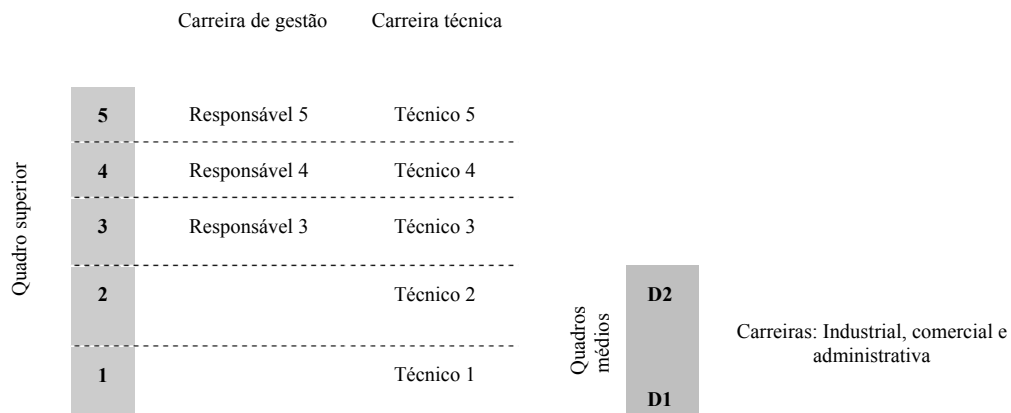 Carreira de gestão Carreira técnica
Quadro superior
5 Responsável 5 Técnico 5
4 Responsável 4 Técnico 4
3 Responsável 3 Técnico 3
2 Técnico 2
1 Técnico 1
Quadros
médios
D2
D1
Carreiras: Industrial, comercial e
administrativa